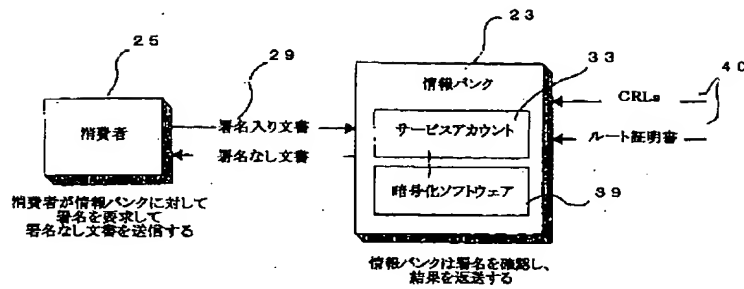 25
29
23
33
40
39
情報バンク
消費者
署名入り文書
署名なし文書
サービスアカウント
暗号化ソフトウェア
CRLs
ルート証明書
消費者が情報バンクに対して
署名を要求して
署名なし文書を送信する
情報バンクは署名を確認し、
結果を返送する